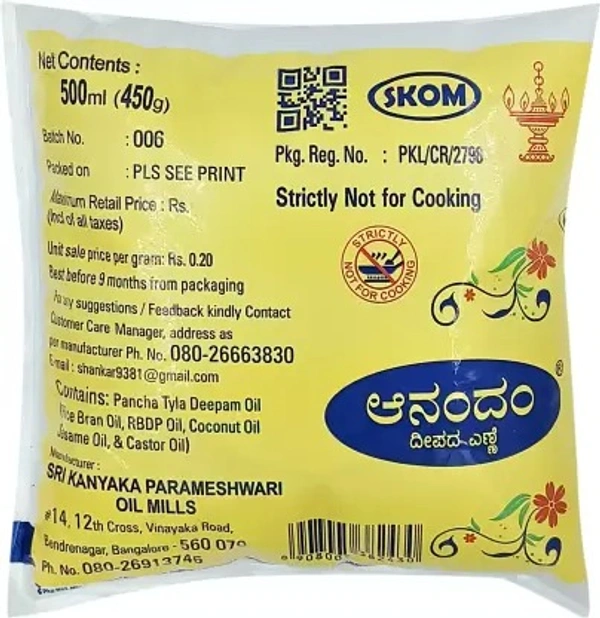 Net Contents :
500ml (450g)
Batch No. : 006
Packed on : PLS SEE PRINT
Maximum Retail Price : Rs.
(Incl. of all taxes)
Unit sale price per gram: Rs. 0.20
Best before 9 months from packaging
For any suggestions / Feedback kindly Contact
Customer Care Manager, address as
per manufacturer Ph. No. 080-26663830
E-mail : shankar9381@gmail.com
Contains: Pancha Tyla Deepam Oil
(Rice Bran Oil, RBDP Oil, Coconut Oil
Sesame Oil, & Castor Oil)
Manufacturer :
SRI KANYAKA PARAMESHWARI
OIL MILLS
#14, 12th Cross, Vinayaka Road,
Bendrenagar, Bangalore - 560 070
Ph. No. 080-26913746
SKOM
Pkg. Reg. No. : PKL/CR/2798
Strictly Not for Cooking
STRICTLY
NOT FOR COOKING
ಆನಂದಂ ®
ದೀಪದ ಎಣ್ಣೆ